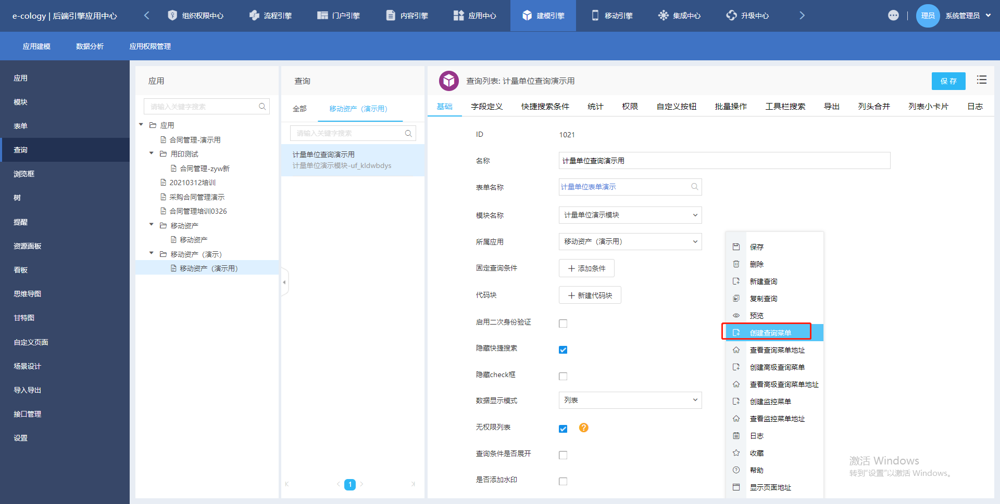 e-cology | 后端引擎应用中心
组织权限中心
流程引擎
门户引擎
内容引擎
应用中心
建模引擎
移动引擎
集成中心
升级中心
理员
系统管理员
应用建模
数据分析
应用权限管理
应用
模块
表单
查询
浏览框
树
提醒
资源面板
看板
思维导图
甘特图
自定义页面
场景设计
导入导出
接口管理
设置
应用
请输入关键字搜索
应用
合同管理-演示用
用印测试
合同管理-zyw新
20210312培训
采购合同管理演示
合同管理培训0326
移动资产
移动资产
移动资产（演示）
移动资产（演示用）
查询
全部
移动资产（演示用）
请输入关键字搜索
计量单位查询演示用
计量单位演示模块-uf_kldwbdys
1
查询列表: 计量单位查询演示用
保 存
基础
字段定义
快捷搜索条件
统计
权限
自定义按钮
批量操作
工具栏搜索
导出
列头合并
列表小卡片
日志
ID
1021
名称
计量单位查询演示用
表单名称
计量单位表单演示
模块名称
计量单位演示模块
所属应用
移动资产（演示用）
固定查询条件
添加条件
代码块
新建代码块
启用二次身份验证
隐藏快捷搜索
隐藏check框
数据显示模式
列表
无权限列表
?
查询条件是否展开
是否添加水印
保存
删除
新建查询
复制查询
预览
创建查询菜单
查看查询菜单地址
创建高级查询菜单
查看高级查询菜单地址
创建监控菜单
查看监控菜单地址
日志
收藏
帮助
显示页面地址
激活 Windows
转到"设置"以激活 Windows。